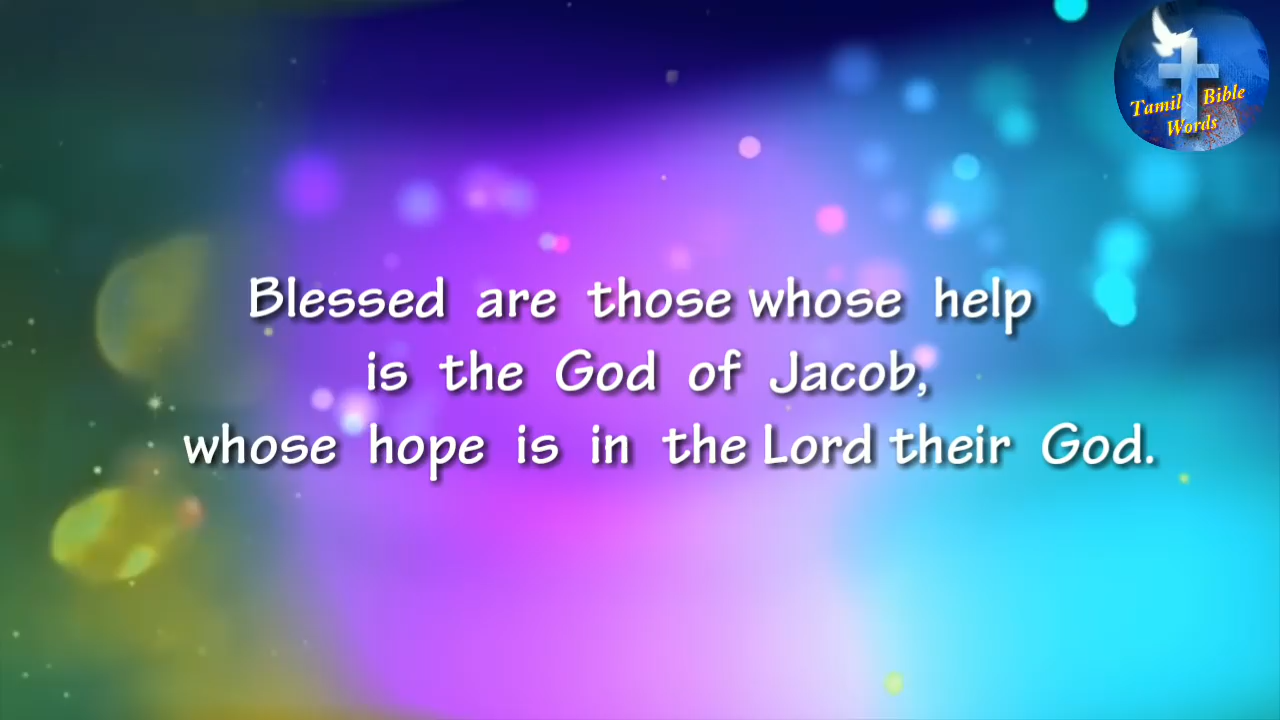 Tamil Bible
Words
Blessed are those whose help
is the God of Jacob,
whose hope is in the Lord their God.